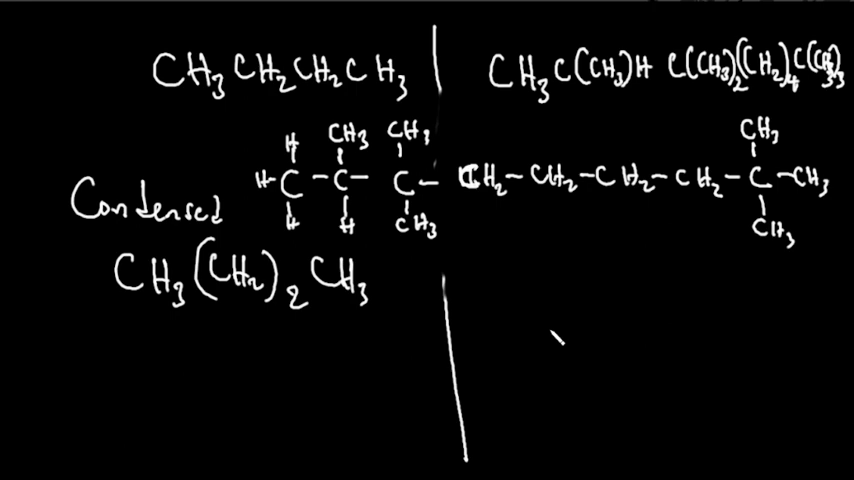 CH3CH2CH2CH3
CH3C(CH3)H C(CH3)2(CH2)4C(CH3)3
H CH3 CH3 CH3
H-C-C-C-CH2-CH2-CH2-CH2-C-CH3
H H CH3 CH3
Condensed
CH3(CH2)2CH3